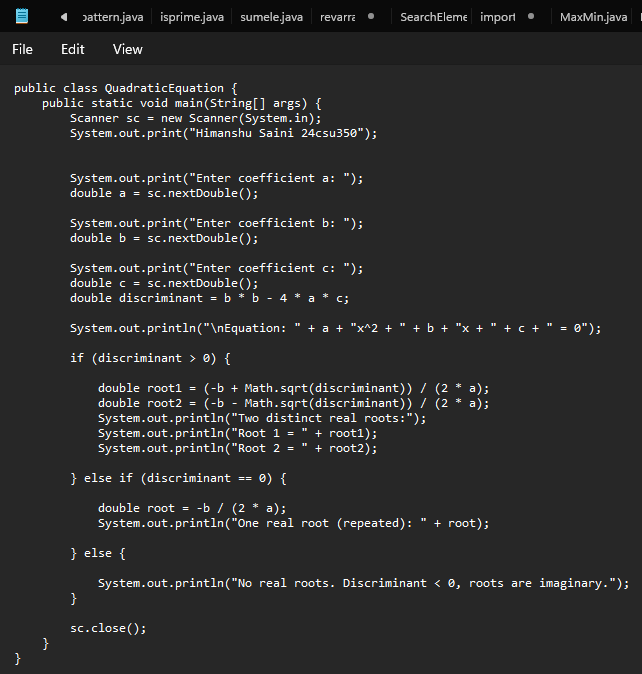 pattern.java isprime.java sumele.java revarra SearchEleme import MaxMin.java
File Edit View
public class QuadraticEquation {
    public static void main(String[] args) {
        Scanner sc = new Scanner(System.in);
        System.out.print("Himanshu Saini 24csu350");
        System.out.print("Enter coefficient a: ");
        double a = sc.nextDouble();
        System.out.print("Enter coefficient b: ");
        double b = sc.nextDouble();
        System.out.print("Enter coefficient c: ");
        double c = sc.nextDouble();
        double discriminant = b * b - 4 * a * c;
        System.out.println("\nEquation: " + a + "x^2 + " + b + "x + " + c + " = 0");
        if (discriminant > 0) {
            double root1 = (-b + Math.sqrt(discriminant)) / (2 * a);
            double root2 = (-b - Math.sqrt(discriminant)) / (2 * a);
            System.out.println("Two distinct real roots:");
            System.out.println("Root 1 = " + root1);
            System.out.println("Root 2 = " + root2);
        } else if (discriminant == 0) {
            double root = -b / (2 * a);
            System.out.println("One real root (repeated): " + root);
        } else {
            System.out.println("No real roots. Discriminant < 0, roots are imaginary.");
        }
        sc.close();
    }
}